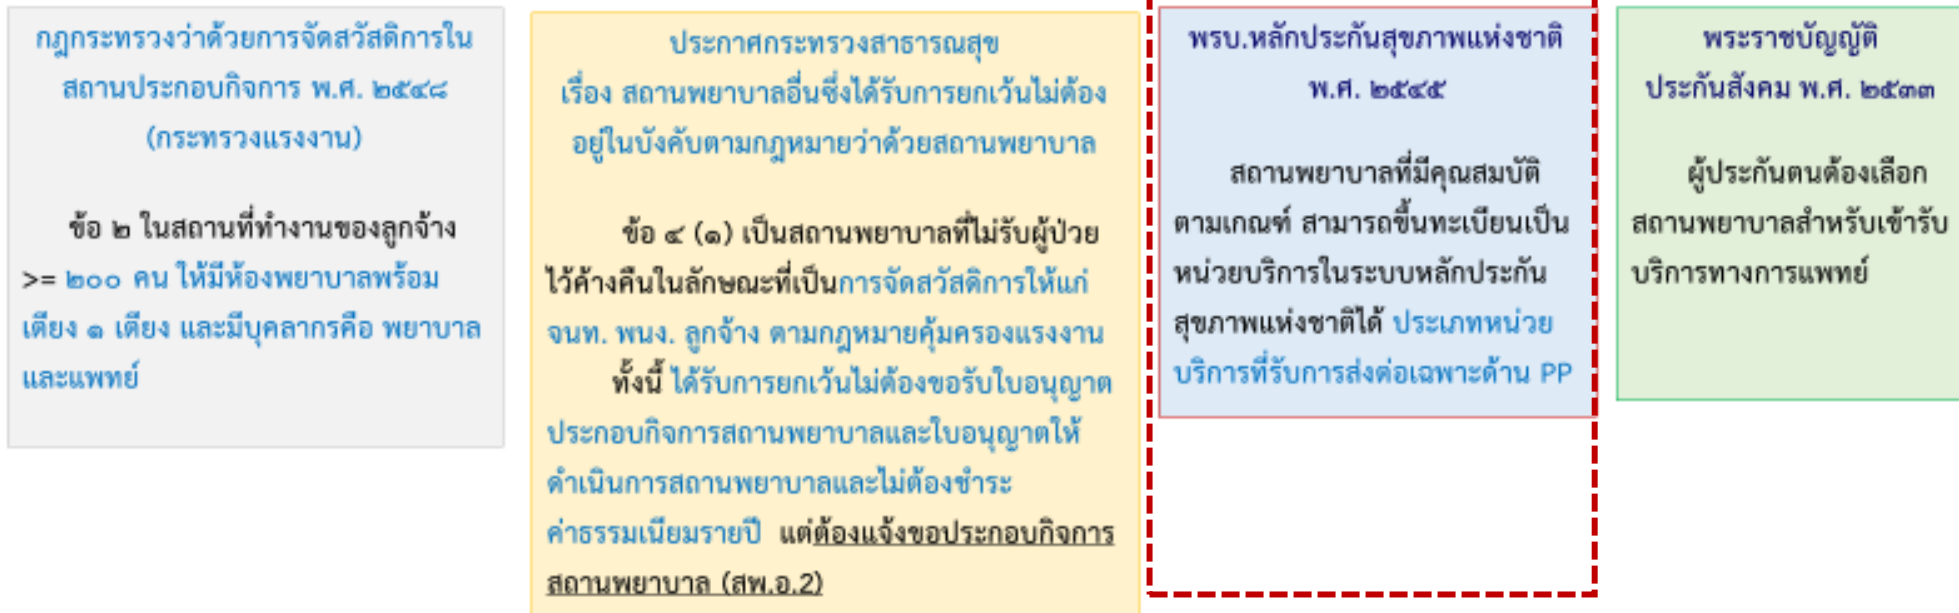 กฎกระทรวงว่าด้วยการจัดสวัสดิการใน
สถานประกอบกิจการ พ.ศ. ๒๕๔๘
(กระทรวงแรงงาน)
ข้อ ๒ ในสถานที่ทำงานของลูกจ้าง
>= ๒๐๐ คน ให้มีห้องพยาบาลพร้อม
เตียง ๑ เตียง และมีบุคลากรคือ พยาบาล
และแพทย์
ประกาศกระทรวงสาธารณสุข
เรื่อง สถานพยาบาลอื่นซึ่งได้รับการยกเว้นไม่ต้อง
อยู่ในบังคับตามกฎหมายว่าด้วยสถานพยาบาล
ข้อ ๔ (๑) เป็นสถานพยาบาลที่ไม่รับผู้ป่วย
ไว้ค้างคืนในลักษณะที่เป็นการจัดสวัสดิการให้แก่
จนท. พนง. ลูกจ้าง ตามกฎหมายคุ้มครองแรงงาน
ทั้งนี้ ได้รับการยกเว้นไม่ต้องขอรับใบอนุญาต
ประกอบกิจการสถานพยาบาลและใบอนุญาตให้
ดำเนินการสถานพยาบาลและไม่ต้องชำระ
ค่าธรรมเนียมรายปี แต่ต้องแจ้งขอประกอบกิจการ
สถานพยาบาล (สพ.อ.2)
พรบ.หลักประกันสุขภาพแห่งชาติ
พ.ศ. ๒๕๔๕
สถานพยาบาลที่มีคุณสมบัติ
ตามเกณฑ์ สามารถขึ้นทะเบียนเป็น
หน่วยบริการในระบบหลักประกัน
สุขภาพแห่งชาติได้ ประเภทหน่วย
บริการที่รับการส่งต่อเฉพาะด้าน PP
พระราชบัญญัติ
ประกันสังคม พ.ศ. ๒๕๓๓
ผู้ประกันตนต้องเลือก
สถานพยาบาลสำหรับเข้ารับ
บริการทางการแพทย์